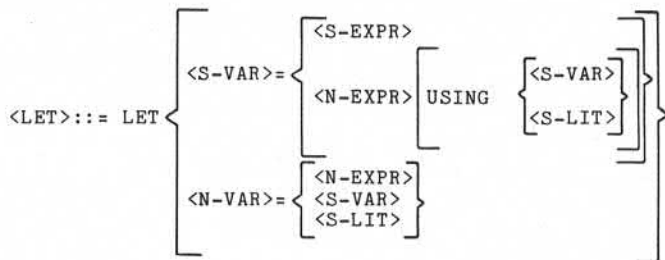 <S-EXPR>
<S-VAR>=
<N-EXPR> USING <S-VAR>
<LET>::= LET
<S-LIT>
<N-EXPR>
<N-VAR>= <S-VAR>
<S-LIT>